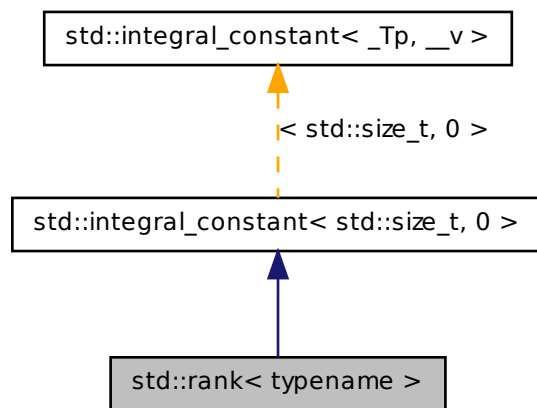 std::integral_constant< _Tp, __v >
< std::size_t, 0 >
std::integral_constant< std::size_t, 0 >
std::rank< typename >